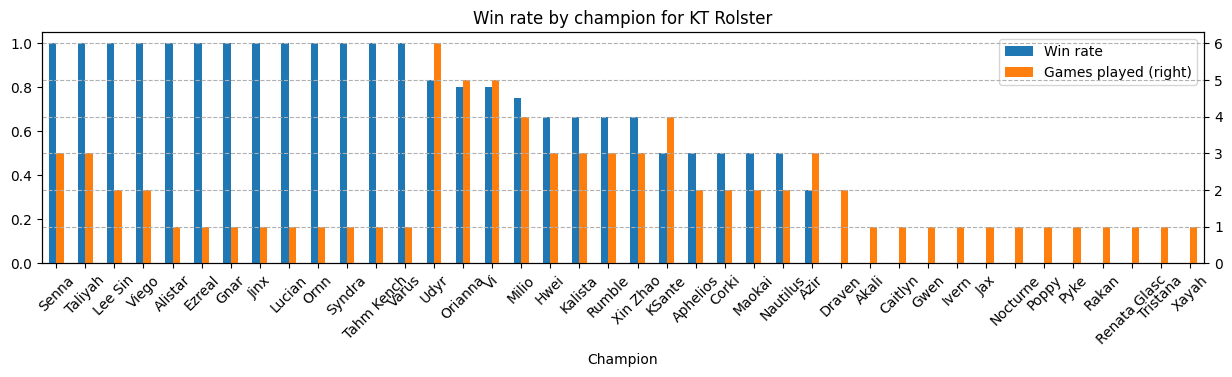 Win rate by champion for KT Rolster
Win rate
Games played (right)
1.0
0.8
0.6
0.4
0.2
0.0
6
5
4
3
2
1
0
Senna
Taliyah
Lee Sin
Viego
Alistar
Ezreal
Gnar
Jinx
Lucian
Ornn
Syndra
Tahm Kench
Varus
Udyr
Orianna
Vi
Milio
Hwei
Kalista
Rumble
Xin Zhao
KSante
Aphelios
Corki
Maokai
Nautilus
Azir
Draven
Akali
Caitlyn
Gwen
Ivern
Jax
Nocturne
Poppy
Pyke
Rakan
Renata Glasc
Tristana
Xayah
Champion